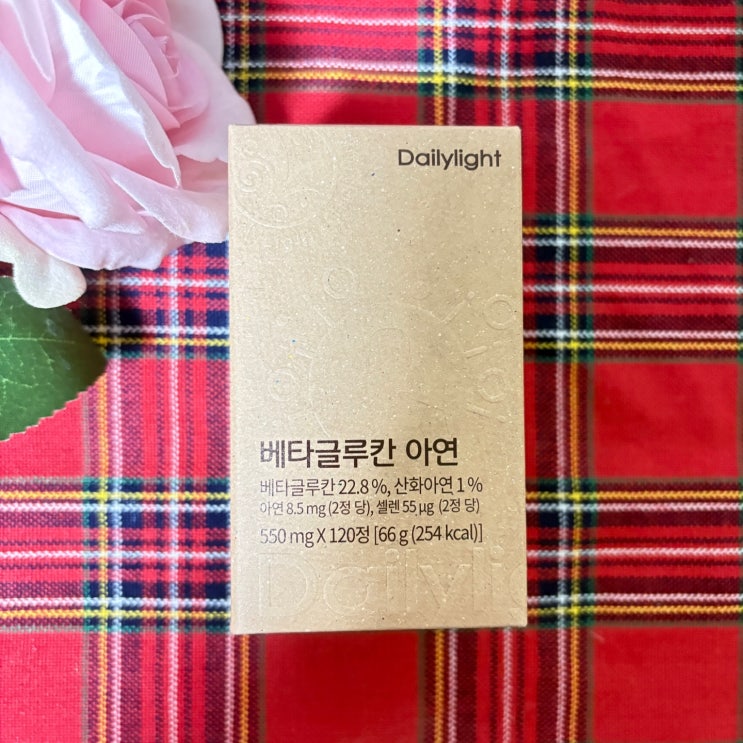 Dailylight
베타글루칸 아연
베타글루칸 22.8 %, 산화아연 1 %
아연 8.5 mg (2정 당), 셀렌 55 µg (2정 당)
550 mg X 120정 [66 g (254 kcal)]
Dailylig